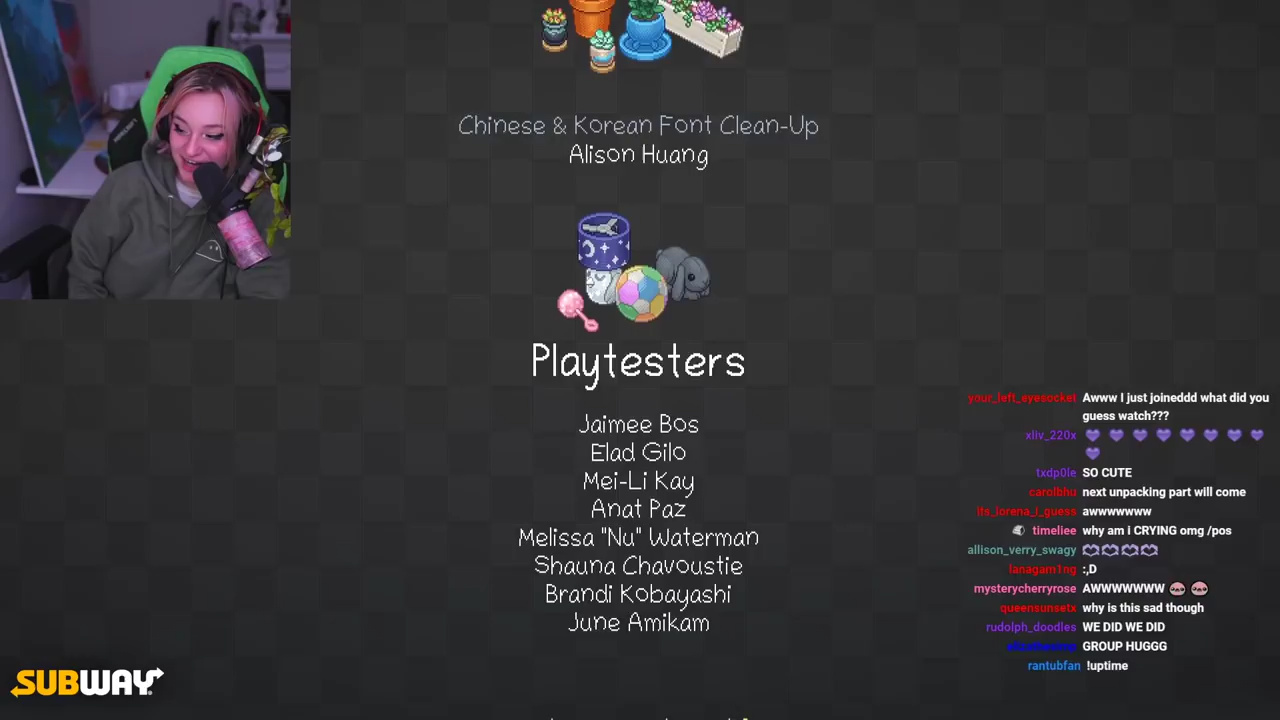 Chinese & Korean Font Clean-Up
Alison Huang
Playtesters
Jaimee Bos
Elad Gilo
Mei-Li Kay
Anat Paz
Melissa "Nu" Waterman
Shauna Chavoustie
Brandi Kobayashi
June Amikam
your_left_eyesocket Awww I just joineddd what did you
guess watch???
xliv_220x
txdp0le SO CUTE
carolbhu next unpacking part will come
its_lorena_i_guess awwwwwww
timeliee why am i CRYING omg /pos
allison_verry_swagy
lanagam1ng :,D
mysterycherryrose AWWWWWWW
queensunsetx why is this sad though
rudolph_doodles WE DID WE DID
GROUP HUGGG
rantubfan !uptime
SUBWAY